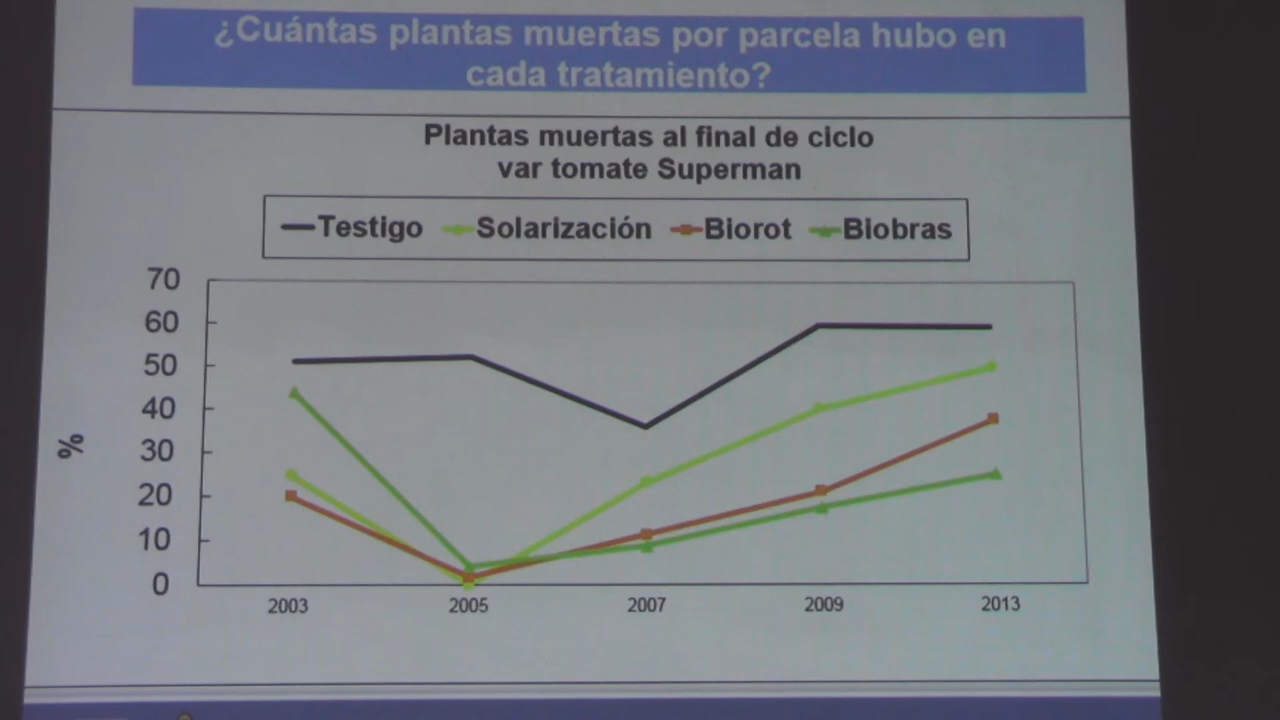 ¿Cuántas plantas muertas por parcela hubo en
cada tratamiento?
Plantas muertas al final de ciclo
var tomate Superman
Testigo Solarización Biorot Biobras
70
60
50
40
30
20
10
0
%
2003 2005 2007 2009 2013